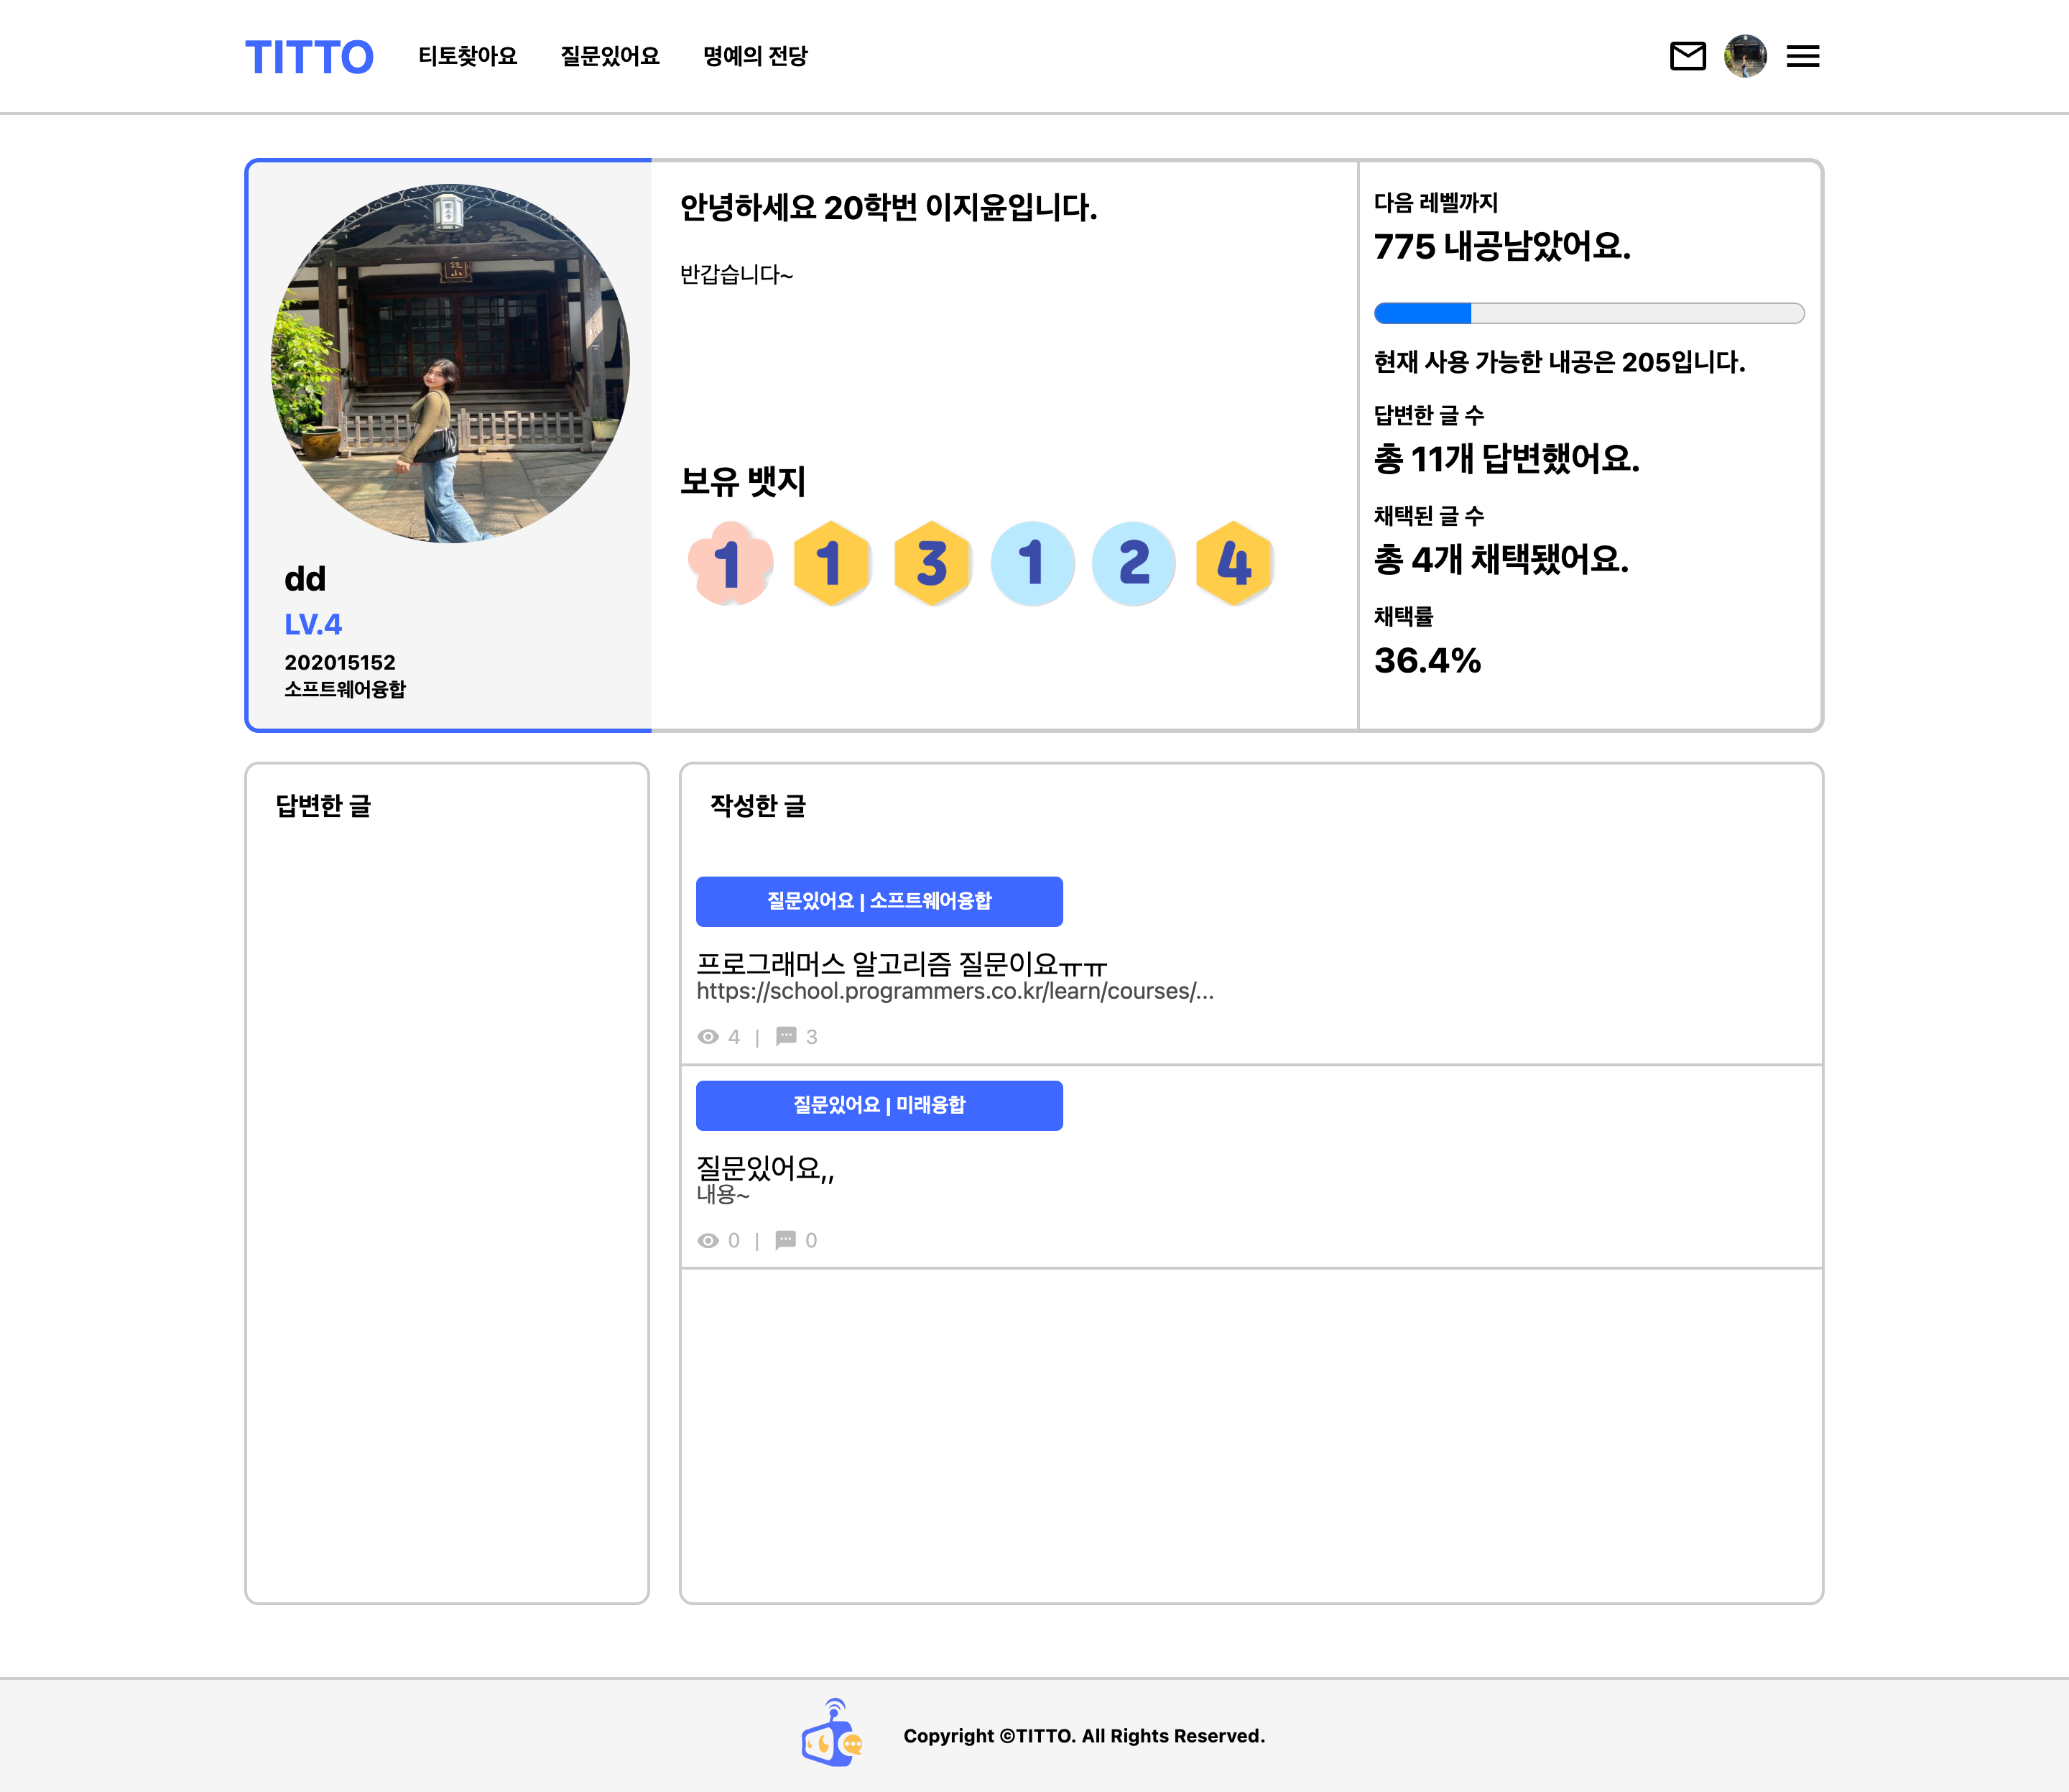 TITTO
티토찾아요
질문있어요
명예의 전당
dd
LV.4
202015152
소프트웨어융합
안녕하세요 20학번 이지윤입니다.
반갑습니다~
보유 뱃지
1 1 3 1 2 4
다음 레벨까지
775 내공남았어요.
현재 사용 가능한 내공은 205입니다.
답변한 글 수
총 11개 답변했어요.
채택된 글 수
총 4개 채택됐어요.
채택률
36.4%
답변한 글
작성한 글
질문있어요 | 소프트웨어융합
프로그래머스 알고리즘 질문이요ㅠㅠ
https://school.programmers.co.kr/learn/courses/...
4 | 3
질문있어요 | 미래융합
질문있어요,,
내용~
0 | 0
Copyright ©TITTO. All Rights Reserved.